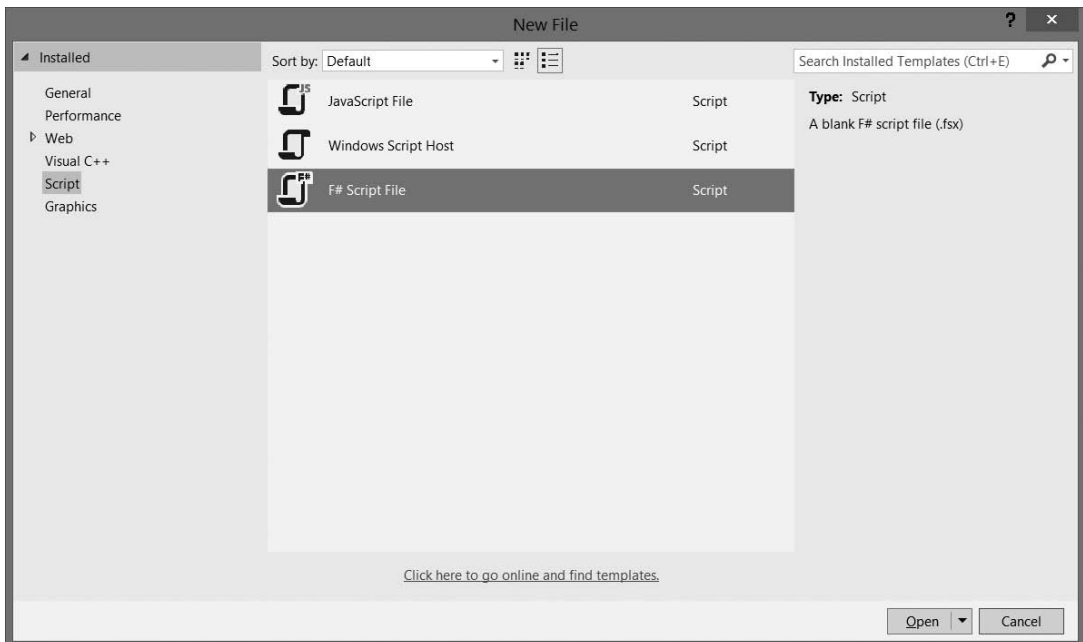 New File
? ×
Installed
General
Performance
Web
Visual C++
Script
Graphics
Sort by: Default
JS
JavaScript File Script
Windows Script Host Script
F#
F# Script File Script
Click here to go online and find templates.
Search Installed Templates (Ctrl+E)
Type: Script
A blank F# script file (.fsx)
Open
Cancel